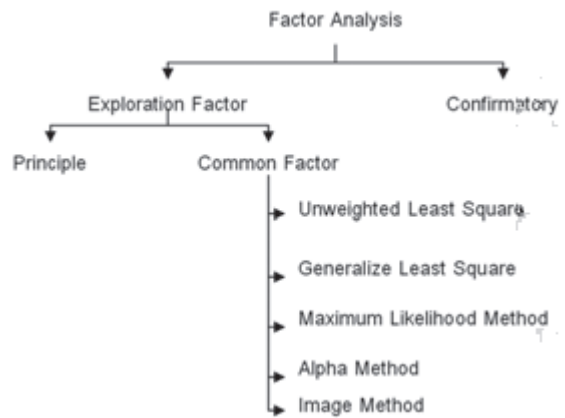 Factor Analysis
Exploration Factor
Confirmatory
Principle
Common Factor
Unweighted Least Square
Generalize Least Square
Maximum Likelihood Method
Alpha Method
Image Method